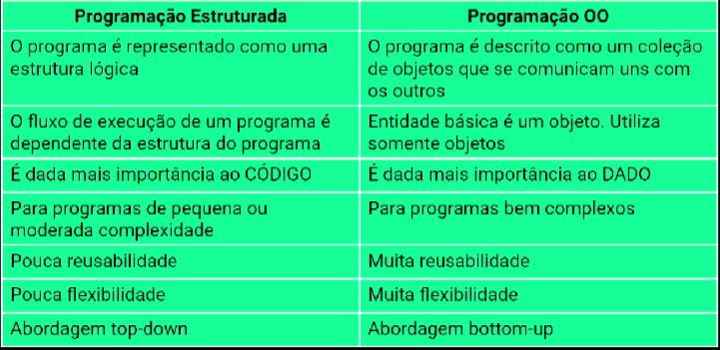 Programação Estruturada
Programação OO
O programa é representado como uma
estrutura lógica
O programa é descrito como um coleção
de objetos que se comunicam uns com
os outros
O fluxo de execução de um programa é
dependente da estrutura do programa
Entidade básica é um objeto. Utiliza
somente objetos
É dada mais importância ao CÓDIGO
É dada mais importância ao DADO
Para programas de pequena ou
moderada complexidade
Para programas bem complexos
Pouca reusabilidade
Muita reusabilidade
Pouca flexibilidade
Muita flexibilidade
Abordagem top-down
Abordagem bottom-up